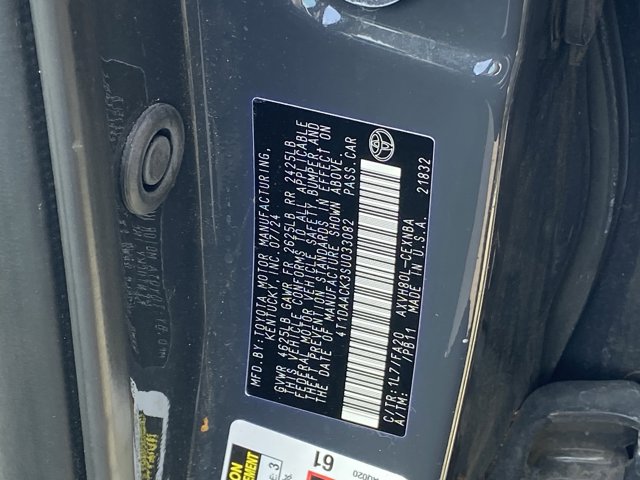 MFD.BY:TOYOTA MOTOR MANUFACTURING,
KENTUCKY, INC. 07/24
GVWR 4625LB GAWR FR 2625LB RR 2425LB
THIS VEHICLE CONFORMS TO ALL APPLICABLE
FEDERAL MOTOR VEHICLE SAFETY, BUMPER, AND
THEFT PREVENTION STANDARDS IN EFFECT ON
THE DATE OF MANUFACTURE SHOWN ABOVE.
4T1DAACK3SU033082 PASS.CAR
C/TR:1L7/FA20 AXVH80L-CEXNBA
A/TM: /PB11 MADE IN U.S.A. 21832
61